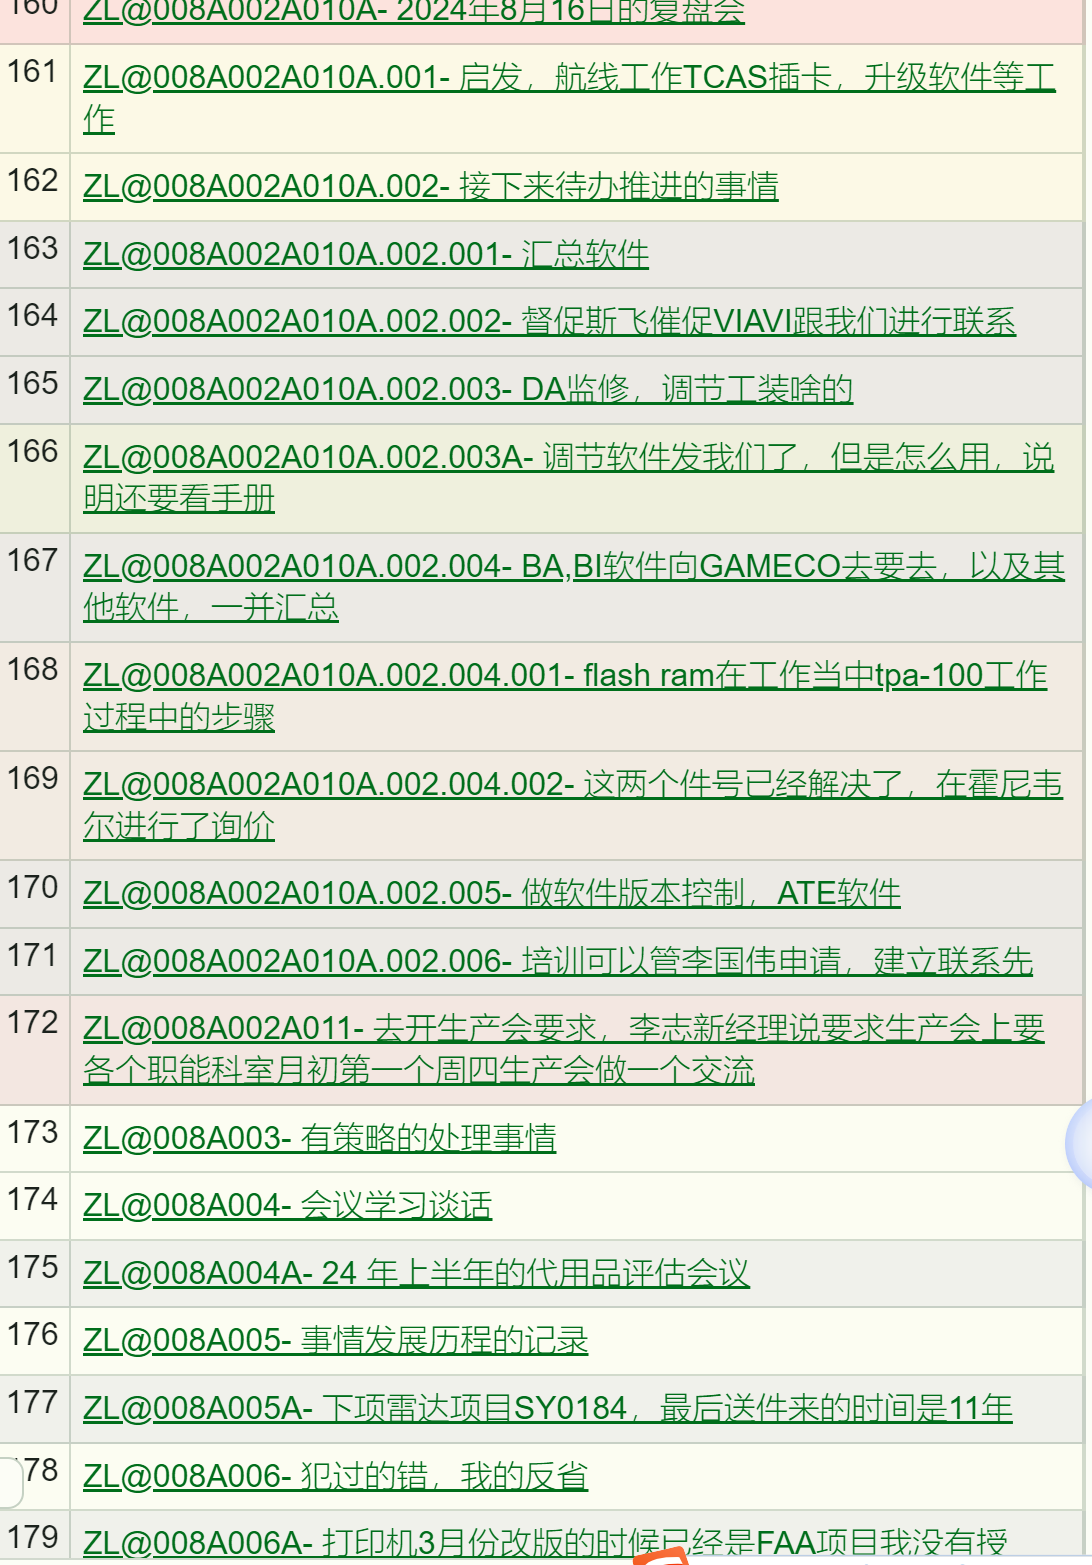 160 ZL@008A002A010A- 2024年8月16日的复盘会
161 ZL@008A002A010A.001- 启发，航线工作TCAS插卡，升级软件等工
作
162 ZL@008A002A010A.002- 接下来待办推进的事情
163 ZL@008A002A010A.002.001- 汇总软件
164 ZL@008A002A010A.002.002- 督促斯飞催促VIAVI跟我们进行联系
165 ZL@008A002A010A.002.003- DA监修，调节工装啥的
166 ZL@008A002A010A.002.003A- 调节软件发我们了，但是怎么用，说
明还要看手册
167 ZL@008A002A010A.002.004- BA,BI软件向GAMECO去要去，以及其
他软件，一并汇总
168 ZL@008A002A010A.002.004.001- flash ram在工作当中tpa-100工作
过程中的步骤
169 ZL@008A002A010A.002.004.002- 这两个件号已经解决了，在霍尼韦
尔进行了询价
170 ZL@008A002A010A.002.005- 做软件版本控制，ATE软件
171 ZL@008A002A010A.002.006- 培训可以管李国伟申请，建立联系先
172 ZL@008A002A011- 去开生产会要求，李志新经理说要求生产会上要
各个职能科室月初第一个周四生产会做一个交流
173 ZL@008A003- 有策略的处理事情
174 ZL@008A004- 会议学习谈话
175 ZL@008A004A- 24 年上半年的代用品评估会议
176 ZL@008A005- 事情发展历程的记录
177 ZL@008A005A- 下项雷达项目SY0184，最后送件来的时间是11年
178 ZL@008A006- 犯过的错，我的反省
179 ZL@008A006A- 打印机3月份改版的时候已经是FAA项目我没有授